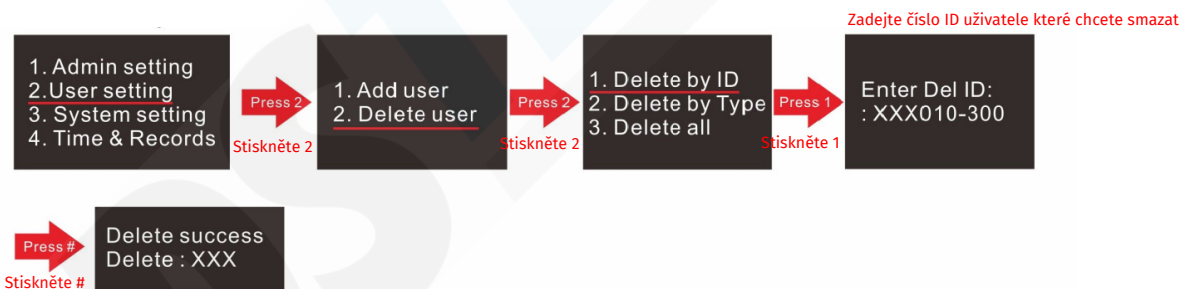 Zadejte číslo ID uživatele které chcete smazat
1. Admin setting
2.User setting
3. System setting
4. Time & Records
Press 2
Stiskněte 2
1. Add user
2. Delete user
Press 2
Stiskněte 2
1. Delete by ID
2. Delete by Type
3. Delete all
Press 1
Stiskněte 1
Enter Del ID:
: XXX010-300
Press #
Stiskněte #
Delete success
Delete : XXX